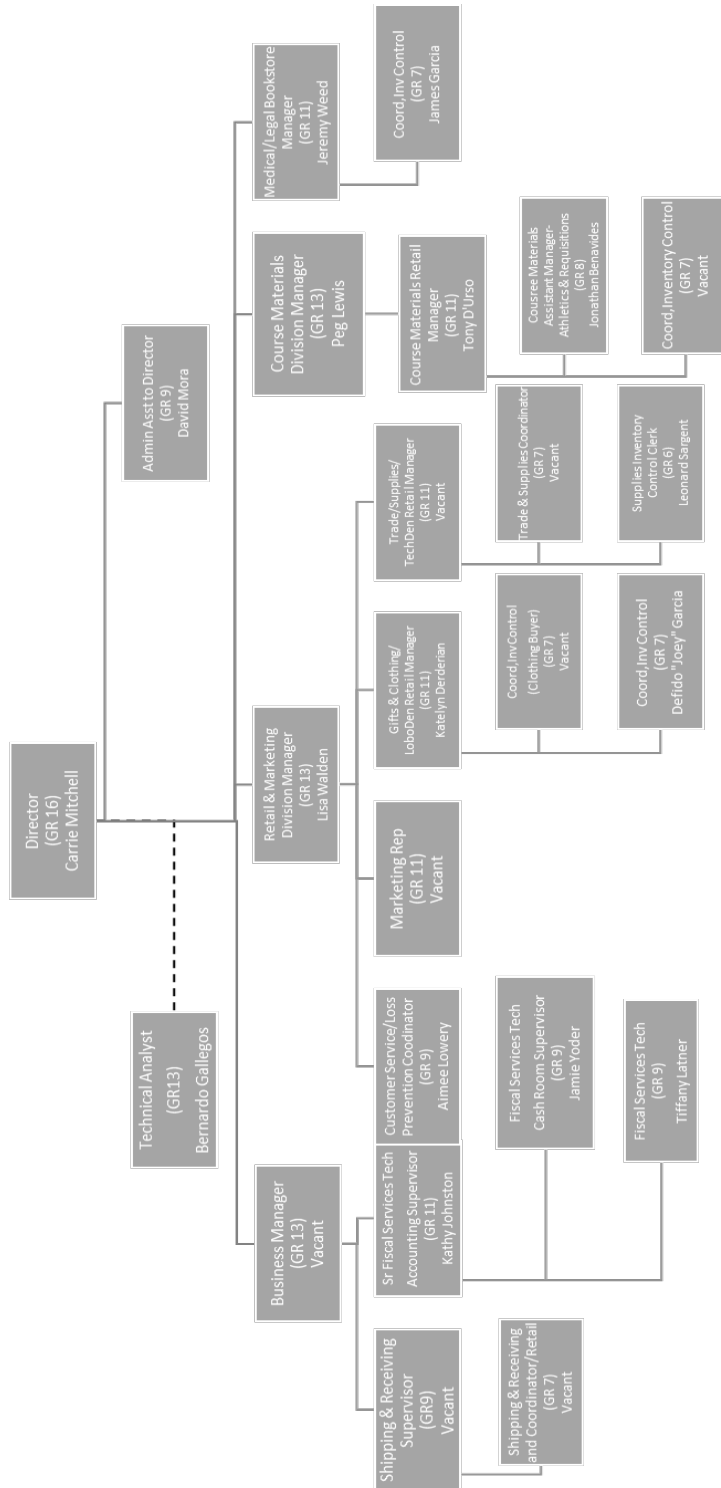 Director
(GR 16)
Carrie Mitchell
Technical Analyst
(GR13)
Bernardo Gallegos
Admin Asst to Director
(GR 9)
David Mora
Business Manager
(GR 13)
Vacant
Retail & Marketing
Division Manager
(GR 13)
Lisa Walden
Course Materials
Division Manager
(GR 13)
Peg Lewis
Medical/Legal Bookstore
Manager
(GR 11)
Jeremy Weed
Shipping & Receiving
Supervisor
(GR9)
Vacant
Sr Fiscal Services Tech
Accounting Supervisor
(GR 11)
Kathy Johnston
Customer Service/Loss
Prevention Coodinator
(GR 9)
Aimee Lowery
Marketing Rep
(GR 11)
Vacant
Gifts & Clothing/
LoboDen Retail Manager
(GR 11)
Katelyn Derderian
Trade/Supplies/
TechDen Retail Manager
(GR 11)
Vacant
Course Materials Retail
Manager
(GR 11)
Tony D'Urso
Coord,Inv Control
(GR 7)
James Garcia
Shipping & Receiving
and Coordinator/Retail
(GR 7)
Vacant
Fiscal Services Tech
Cash Room Supervisor
(GR 9)
Jamie Yoder
Coord,Inv Control
(Clothing Buyer)
(GR 7)
Vacant
Trade & Supplies Coordinator
(GR 7)
Vacant
Cousree Materials
Assistant Manager-
Athletics & Requisitions
(GR 8)
Jonathan Benavides
Fiscal Services Tech
(GR 9)
Tiffany Latner
Coord,Inv Control
(GR 7)
Defido "Joey" Garcia
Supplies Inventory
Control Clerk
(GR 6)
Leonard Sargent
Coord,Inventory Control
(GR 7)
Vacant